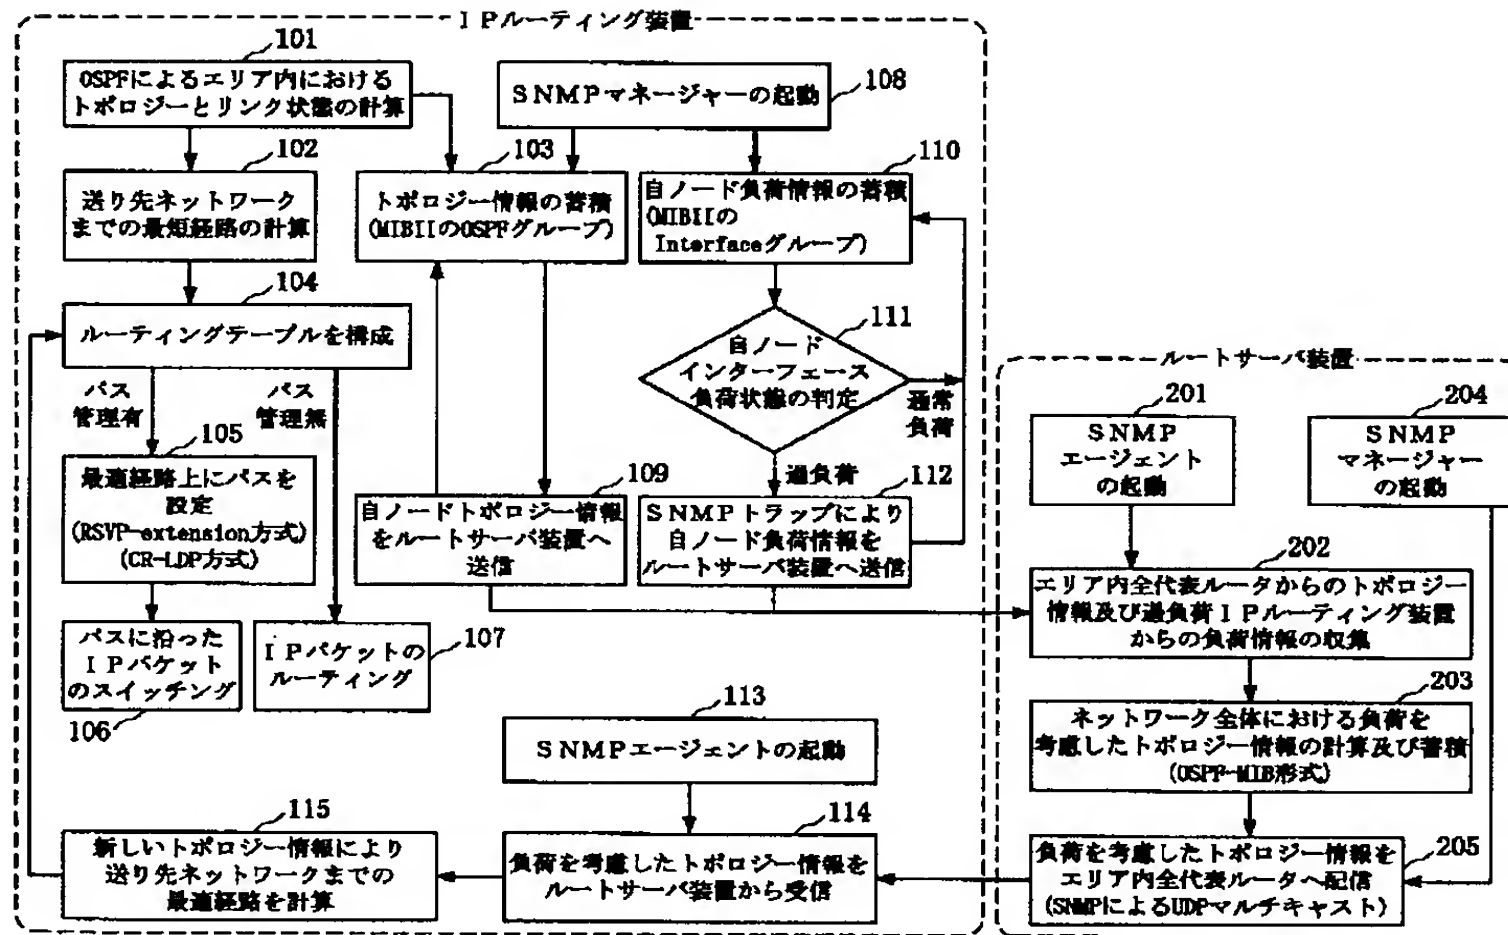 IPルーティング装置
101
OSPFによるエリア内における
トポロジーとリンク状態の計算
108
SNMPマネージャーの起動
102
送り先ネットワーク
までの最短経路の計算
103
トポロジー情報の蓄積
(MIBIIのOSPFグループ)
110
自ノード負荷情報の蓄積
(MIBIIの
Interfaceグループ)
104
ルーティングテーブルを構成
111
自ノード
インターフェース
負荷状態の判定
通常
負荷
過負荷
パス
管理有
パス
管理無
105
最適経路上にパスを
設定
(RSVP-extension方式)
(CR-LDP方式)
109
自ノードトポロジー情報
をルートサーバ装置へ
送信
112
SNMPトラップにより
自ノード負荷情報を
ルートサーバ装置へ送信
パスに沿った
IPパケット
のスイッチング
106
IPパケットの
ルーティング
107
113
SNMPエージェントの起動
114
負荷を考慮したトポロジー情報を
ルートサーバ装置から受信
115
新しいトポロジー情報により
送り先ネットワークまでの
最適経路を計算
ルートサーバ装置
201
SNMP
エージェント
の起動
204
SNMP
マネージャー
の起動
202
エリア内全代表ルータからのトポロジー
情報及び過負荷IPルーティング装置
からの負荷情報の収集
203
ネットワーク全体における負荷を
考慮したトポロジー情報の計算及び蓄積
(OSPF-MIB形式)
205
負荷を考慮したトポロジー情報を
エリア内全代表ルータへ配信
(SNMPによるUDPマルチキャスト)